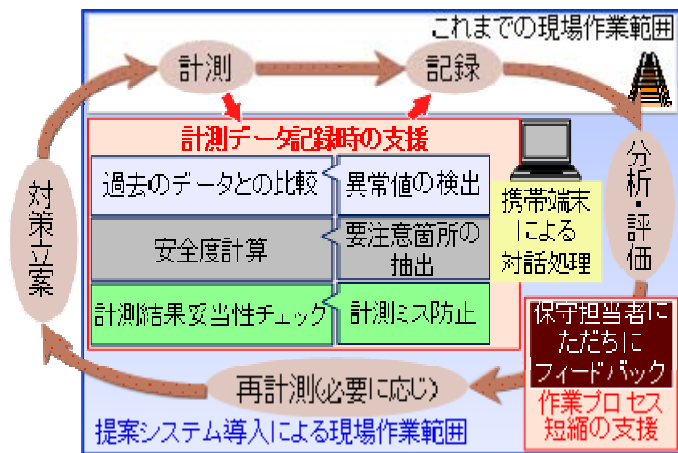 これまでの現場作業範囲
計測
記録
計測データ記録時の支援
過去のデータとの比較
異常値の検出
安全度計算
要注意箇所の
抽出
計測結果妥当性チェック
計測ミス防止
携帯端末
による
対話処理
分析・評価
対策立案
保守担当者に
ただちに
フィードバック
作業プロセス
短縮の支援
再計測(必要に応じ)
提案システム導入による現場作業範囲